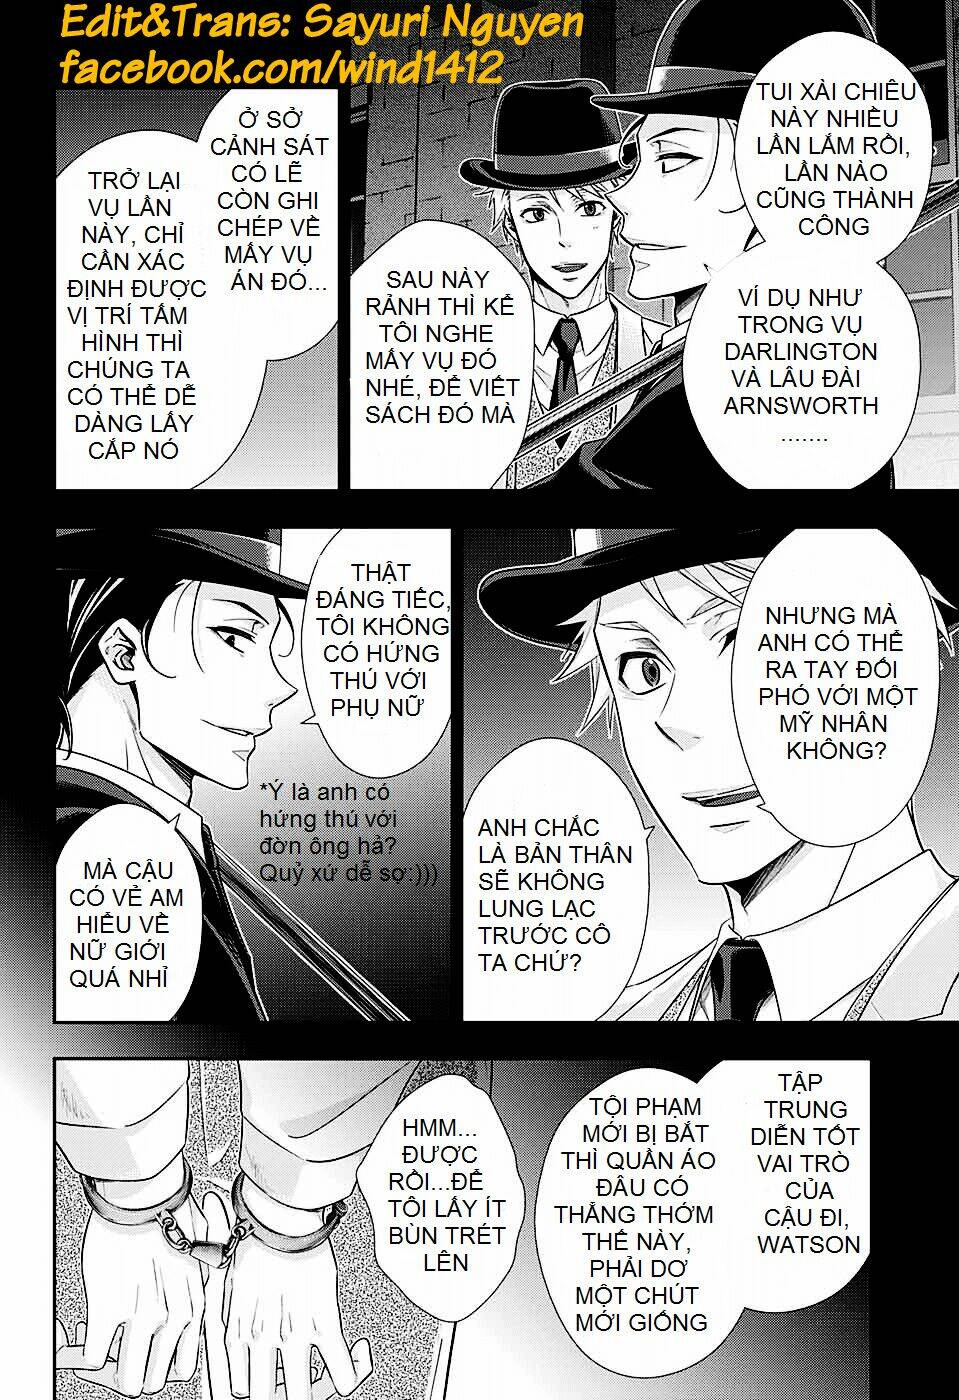 Edit&Trans: Sayuri Nguyen
facebook.com/wind1412
TUI XÀI CHIÊU
NÀY NHIỀU
LẦN LẮM RỒI,
LẦN NÀO
CŨNG THÀNH
CÔNG
VÍ DỤ NHƯ
TRONG VỤ
DARLINGTON
VÀ LÂU ĐÀI
ARNSWORTH
.......
SAU NÀY
RẢNH THÌ KỂ
TÔI NGHE
MẤY VỤ ĐÓ
NHÉ, ĐỂ VIẾT
SÁCH ĐÓ MÀ
Ở SỞ
CẢNH SÁT
CÓ LẼ
CÒN GHI
CHÉP VỀ
MẤY VỤ
ÁN ĐÓ...
TRỞ LẠI
VỤ LẦN
NÀY, CHỈ
CẦN XÁC
ĐỊNH ĐƯỢC
VỊ TRÍ TẤM
HÌNH THÌ
CHÚNG TA
CÓ THỂ DỄ
DÀNG LẤY
CẮP NÓ
NHƯNG MÀ
ANH CÓ THỂ
RA TAY ĐỐI
PHÓ VỚI MỘT
MỸ NHÂN
KHÔNG?
ANH CHẮC
LÀ BẢN THÂN
SẼ KHÔNG
LUNG LẠC
TRƯỚC CÔ
TA CHỨ?
THẬT
ĐÁNG TIẾC,
TÔI KHÔNG
CÓ HỨNG
THÚ VỚI
PHỤ NỮ
*Ý là anh có
hứng thú với
đờn ông hả?
Quỷ xứ dễ sợ:)))
MÀ CẬU
CÓ VẺ AM
HIỂU VỀ
NỮ GIỚI
QUÁ NHỈ
TẬP
TRUNG
DIỄN TỐT
VAI TRÒ
CỦA
CẬU ĐI,
WATSON
TỘI PHẠM
MỚI BỊ BẮT
THÌ QUẦN ÁO
ĐÂU CÓ
THẲNG THỚM
THẾ NÀY,
PHẢI DƠ
MỘT CHÚT
MỚI GIỐNG
HMM...
ĐƯỢC
RỒI...ĐỂ
TÔI LẤY ÍT
BÙN TRÉT
LÊN